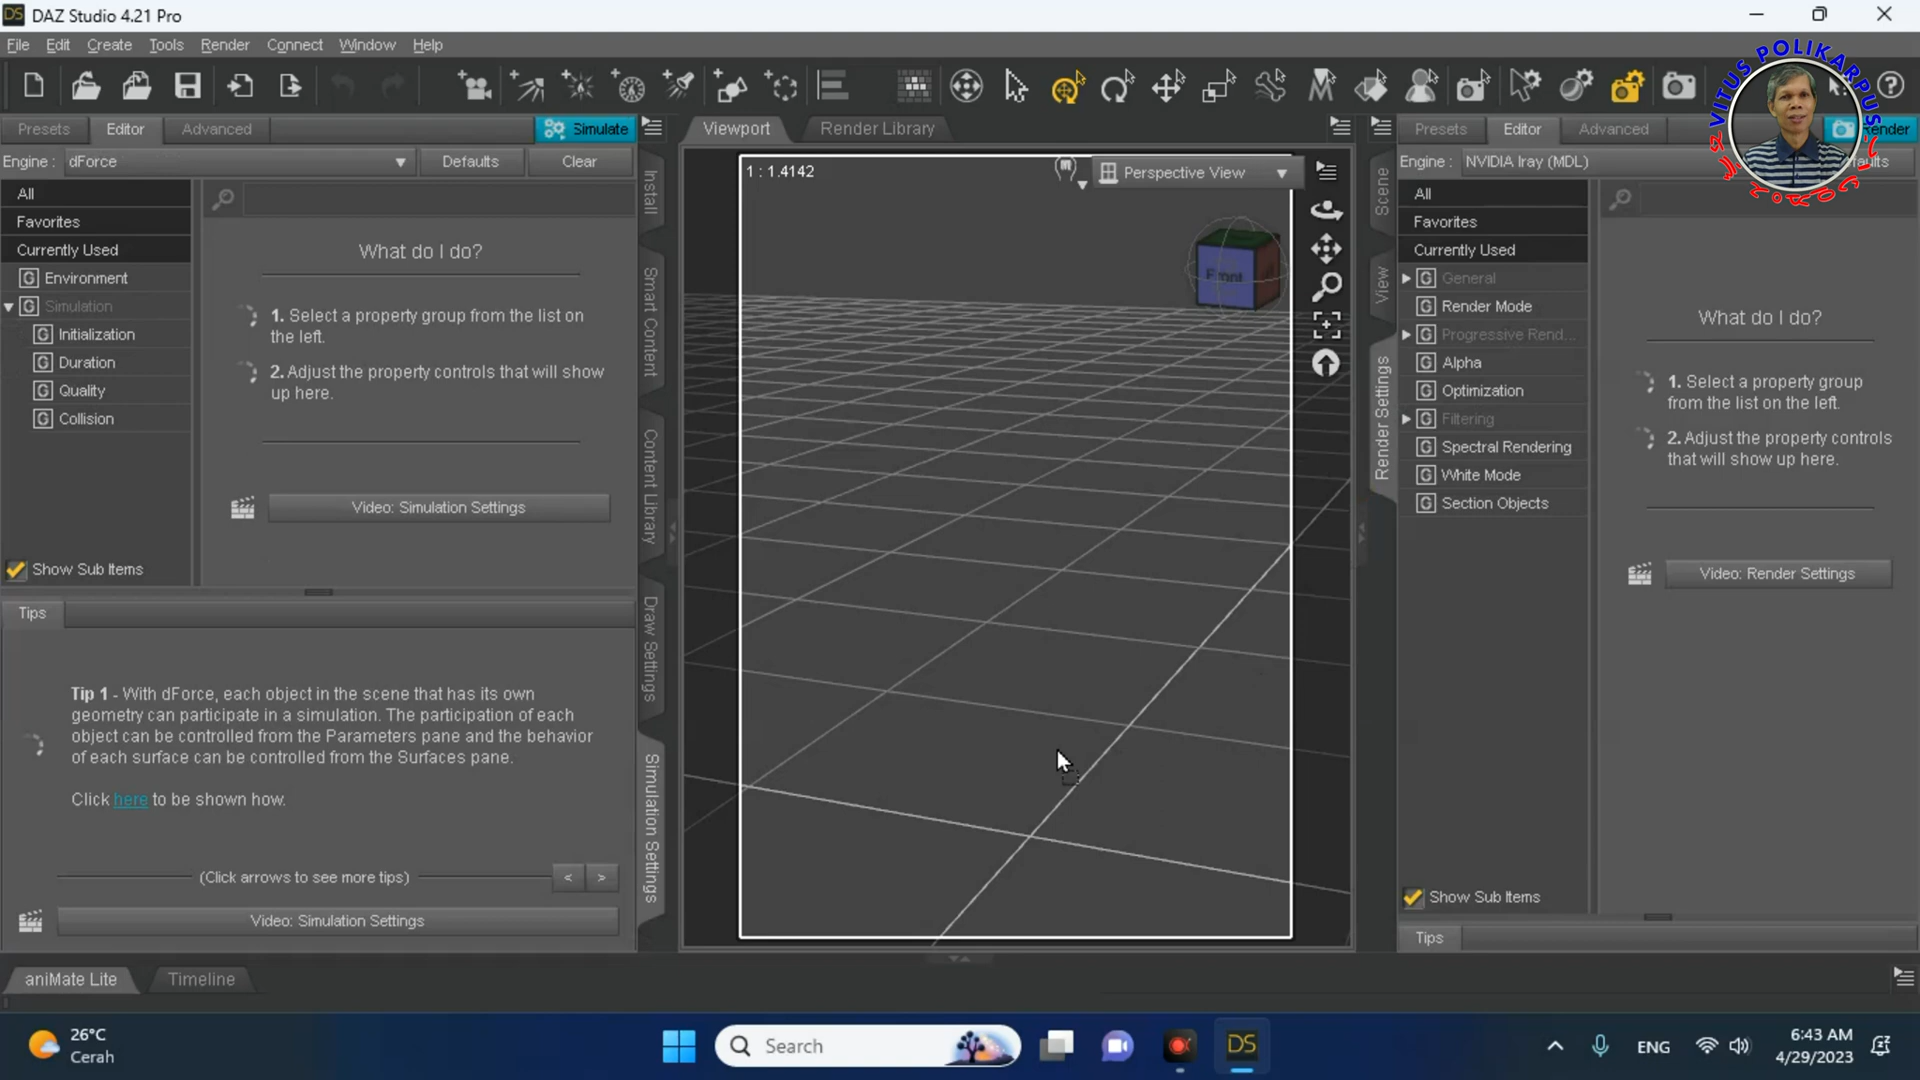 DAZ Studio 4.21 Pro
File Edit Create Tools Render Connect Window Help
VITUS POLIKARPUS
Presets Editor Advanced Simulate
Engine : dForce Defaults Clear
All
Favorites
Currently Used
Environment
Simulation
Initialization
Duration
Quality
Collision
Show Sub Items
What do I do?
1. Select a property group from the list on
the left.
2. Adjust the property controls that will show
up here.
Video: Simulation Settings
Tips
Tip 1 - With dForce, each object in the scene that has its own
geometry can participate in a simulation. The participation of each
object can be controlled from the Parameters pane and the behavior
of each surface can be controlled from the Surfaces pane.
Click here to be shown how.
(Click arrows to see more tips) < >
Video: Simulation Settings
Install
Smart Content
Content Library
Draw Settings
Simulation Settings
Viewport Render Library
1 : 1.4142
Perspective View
Front
Scene
View
Render Settings
Presets Editor Advanced
Engine : NVIDIA Iray (MDL)
All
Favorites
Currently Used
General
Render Mode
Progressive Rend...
Alpha
Optimization
Filtering
Spectral Rendering
White Mode
Section Objects
Show Sub Items
What do I do?
1. Select a property group
from the list on the left.
2. Adjust the property controls
that will show up here.
Video: Render Settings
Tips
aniMate Lite Timeline
26°C
Cerah
Search
ENG
6:43 AM
4/29/2023